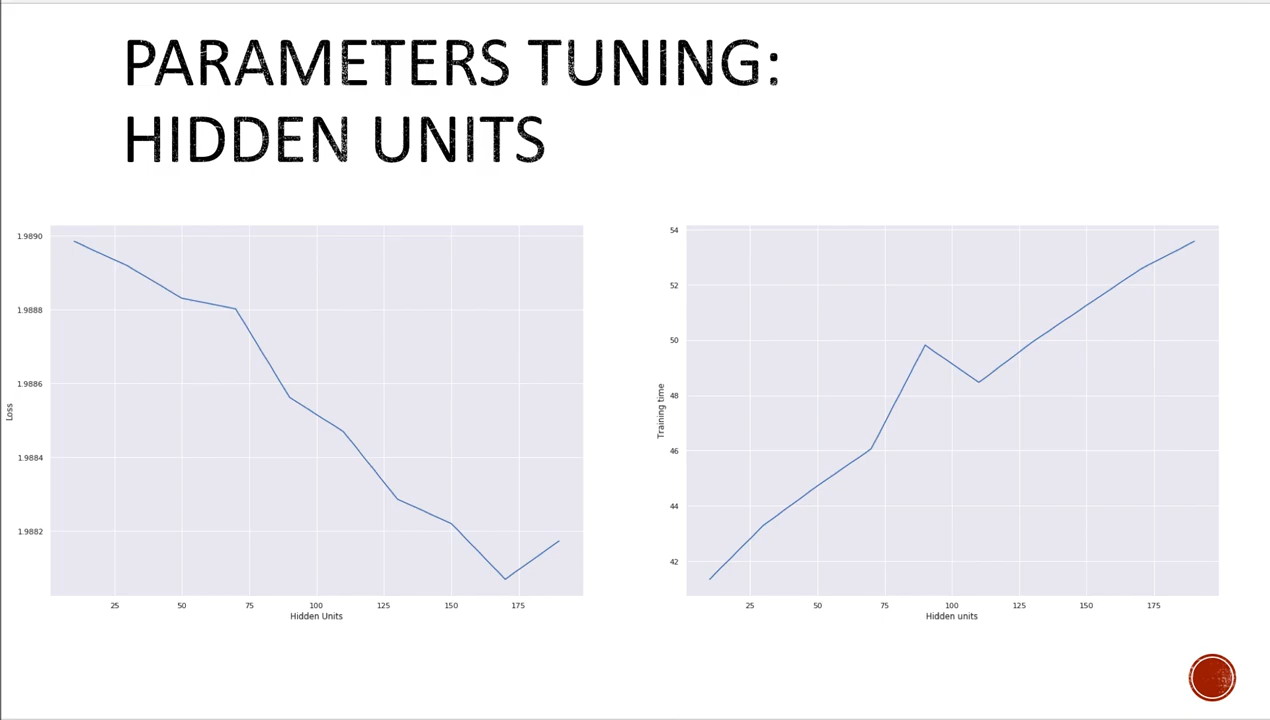 PARAMETERS TUNING:
HIDDEN UNITS
1.9890
1.9888
1.9886
1.9884
1.9882
Loss
25 50 75 100 125 150 175
Hidden Units
54
52
50
48
46
44
42
Training time
25 50 75 100 125 150 175
Hidden units